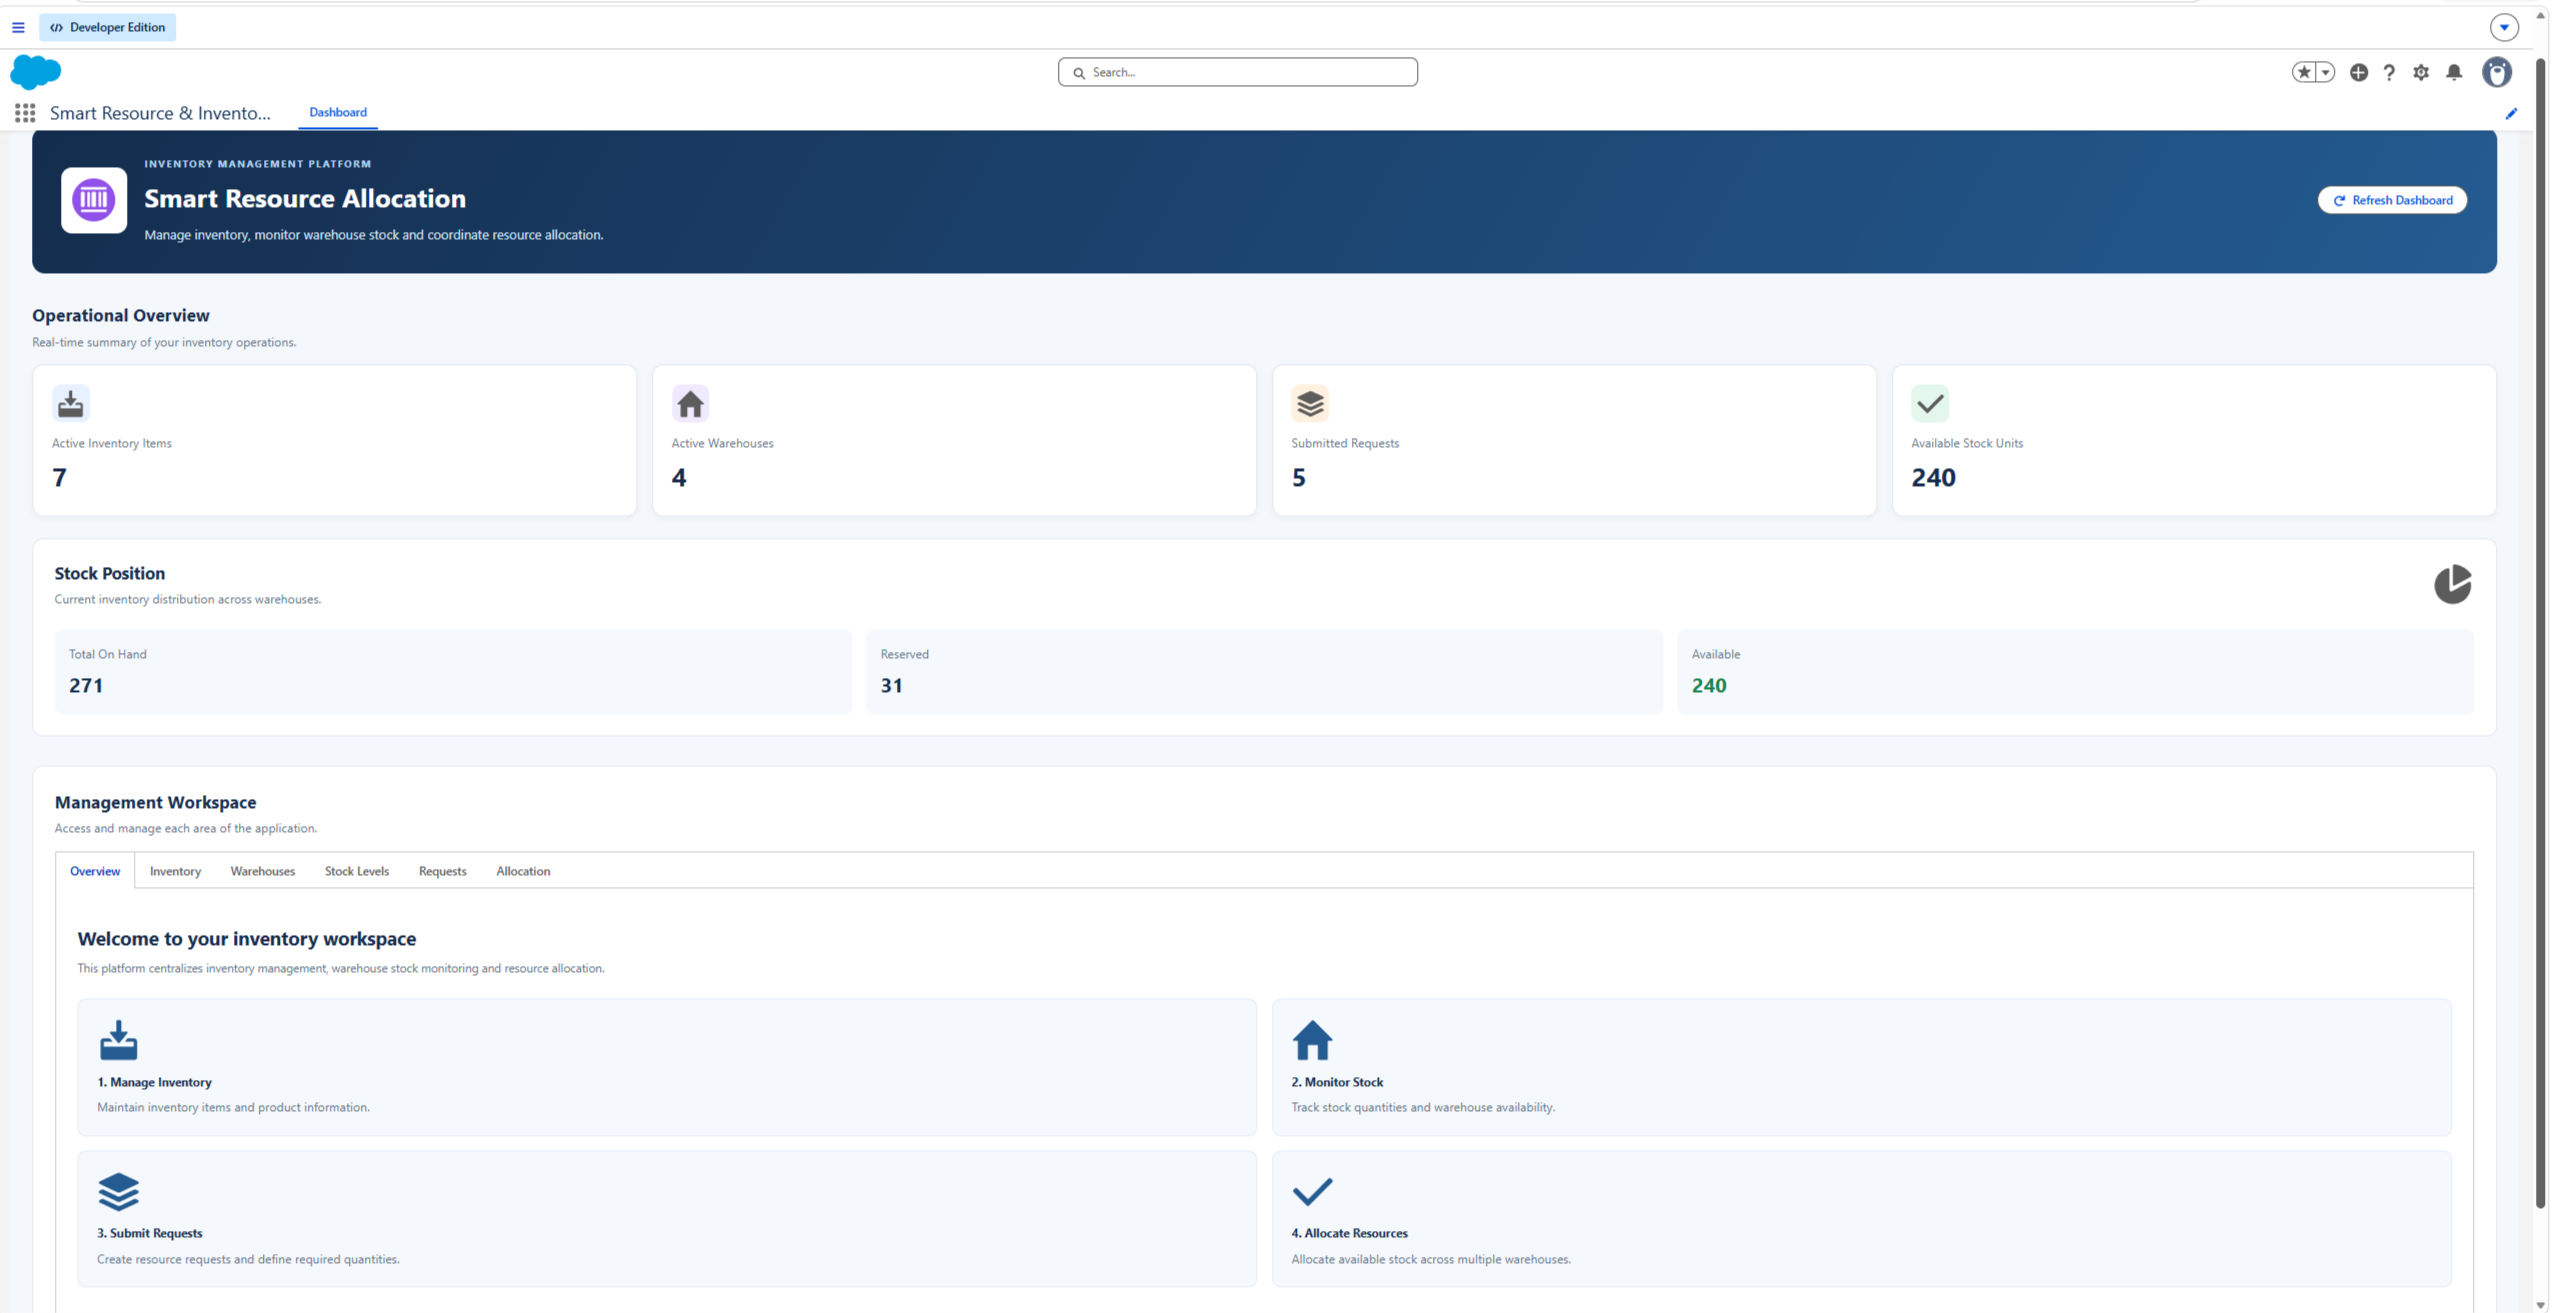 Developer Edition
Search...
Smart Resource & Invento...
Dashboard
INVENTORY MANAGEMENT PLATFORM
Smart Resource Allocation
Manage inventory, monitor warehouse stock and coordinate resource allocation.
Refresh Dashboard
Operational Overview
Real-time summary of your inventory operations.
Active Inventory Items
7
Active Warehouses
4
Submitted Requests
5
Available Stock Units
240
Stock Position
Current inventory distribution across warehouses.
Total On Hand
271
Reserved
31
Available
240
Management Workspace
Access and manage each area of the application.
Overview
Inventory
Warehouses
Stock Levels
Requests
Allocation
Welcome to your inventory workspace
This platform centralizes inventory management, warehouse stock monitoring and resource allocation.
1. Manage Inventory
Maintain inventory items and product information.
2. Monitor Stock
Track stock quantities and warehouse availability.
3. Submit Requests
Create resource requests and define required quantities.
4. Allocate Resources
Allocate available stock across multiple warehouses.